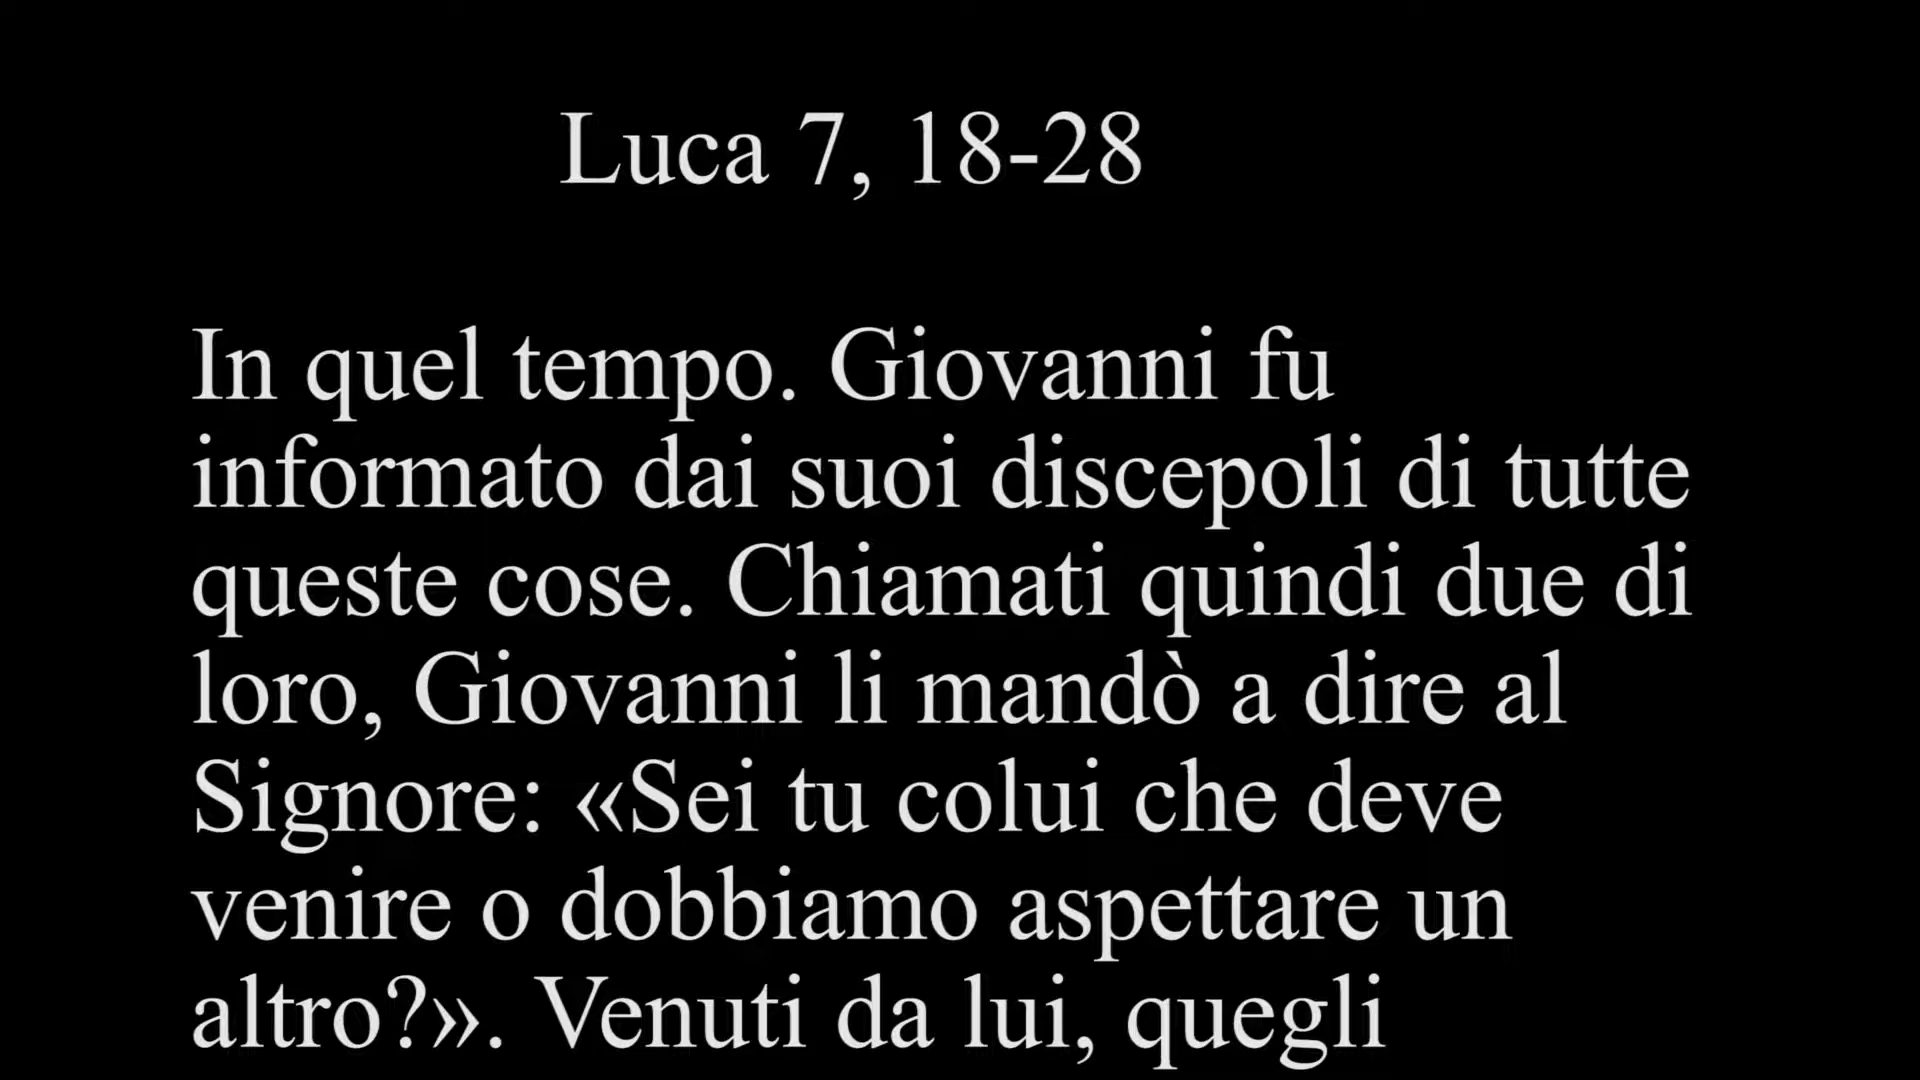 Luca 7, 18-28
In quel tempo. Giovanni fu
informato dai suoi discepoli di tutte
queste cose. Chiamati quindi due di
loro, Giovanni li mandò a dire al
Signore: «Sei tu colui che deve
venire o dobbiamo aspettare un
altro?». Venuti da lui, quegli